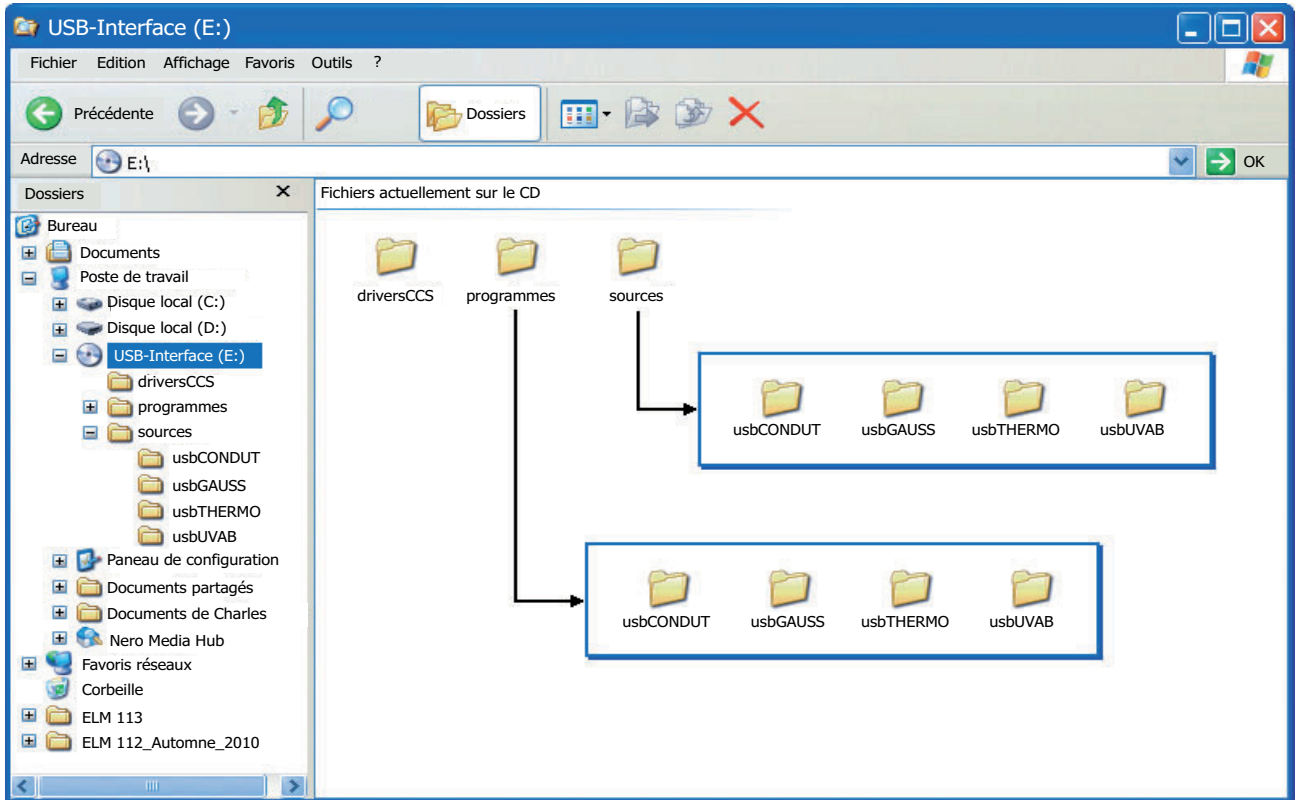 USB-Interface (E:)
Fichier Edition Affichage Favoris Outils ?
Précédente Dossiers
Adresse E:\ OK
Dossiers
Bureau
Documents
Poste de travail
Disque local (C:)
Disque local (D:)
USB-Interface (E:)
driversCCS
programmes
sources
usbCONDUT
usbGAUSS
usbTHERMO
usbUVAB
Paneau de configuration
Documents partagés
Documents de Charles
Nero Media Hub
Favoris réseaux
Corbeille
ELM 113
ELM 112_Automne_2010
Fichiers actuellement sur le CD
driversCCS programmes sources
usbCONDUT usbGAUSS usbTHERMO usbUVAB
usbCONDUT usbGAUSS usbTHERMO usbUVAB